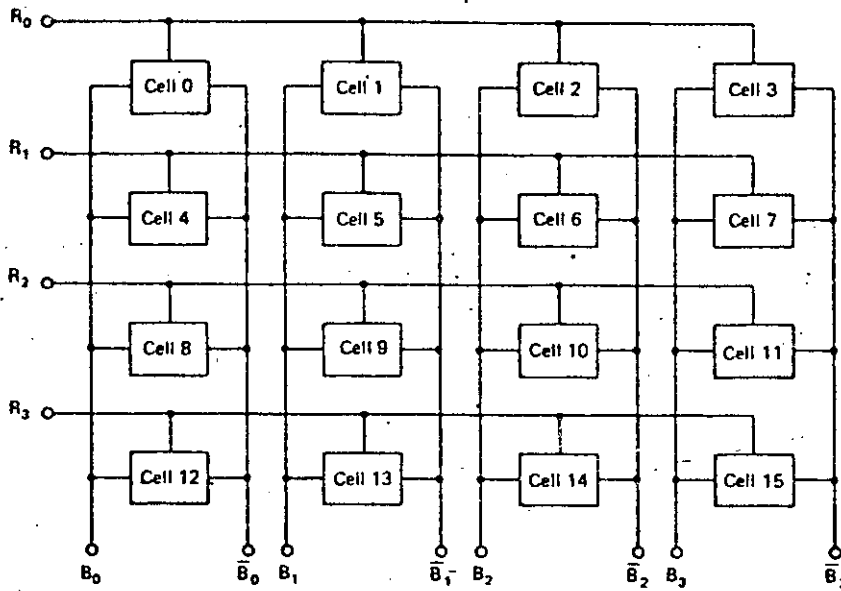 R₀
Cell 0 Cell 1 Cell 2 Cell 3
R₁
Cell 4 Cell 5 Cell 6 Cell 7
R₂
Cell 8 Cell 9 Cell 10 Cell 11
R₃
Cell 12 Cell 13 Cell 14 Cell 15
B₀ B̅₀ B₁ B̅₁ B₂ B̅₂ B₃ B̅₃